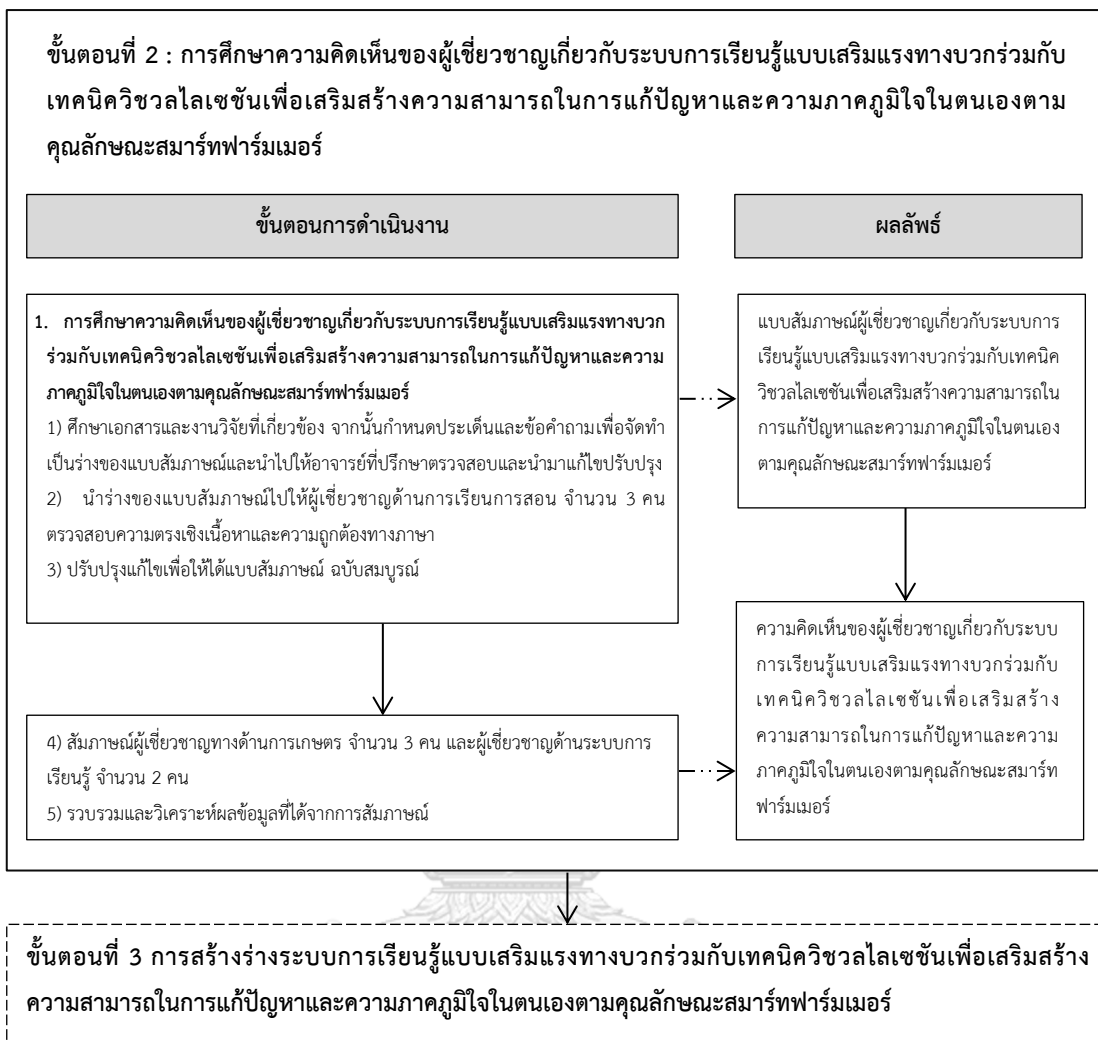 ขั้นตอนที่ 2 : การศึกษาความคิดเห็นของผู้เชี่ยวชาญเกี่ยวกับระบบการเรียนรู้แบบเสริมแรงทางบวกร่วมกับ
เทคนิควิชวลไลเซชันเพื่อเสริมสร้างความสามารถในการแก้ปัญหาและความภาคภูมิใจในตนเองตาม
คุณลักษณะสมาร์ทฟาร์มเมอร์
ขั้นตอนการดำเนินงาน
ผลลัพธ์
1. การศึกษาความคิดเห็นของผู้เชี่ยวชาญเกี่ยวกับระบบการเรียนรู้แบบเสริมแรงทางบวก
ร่วมกับเทคนิควิชวลไลเซชันเพื่อเสริมสร้างความสามารถในการแก้ปัญหาและความ
ภาคภูมิใจในตนเองตามคุณลักษณะสมาร์ทฟาร์มเมอร์
1) ศึกษาเอกสารและงานวิจัยที่เกี่ยวข้อง จากนั้นกำหนดประเด็นและข้อคำถามเพื่อจัดทำ
เป็นร่างของแบบสัมภาษณ์และนำไปให้อาจารย์ที่ปรึกษาตรวจสอบและนำมาแก้ไขปรับปรุง
2) นำร่างของแบบสัมภาษณ์ไปให้ผู้เชี่ยวชาญด้านการเรียนการสอน จำนวน 3 คน
ตรวจสอบความตรงเชิงเนื้อหาและความถูกต้องทางภาษา
3) ปรับปรุงแก้ไขเพื่อให้ได้แบบสัมภาษณ์ ฉบับสมบูรณ์
แบบสัมภาษณ์ผู้เชี่ยวชาญเกี่ยวกับระบบการ
เรียนรู้แบบเสริมแรงทางบวกร่วมกับเทคนิค
วิชวลไลเซชันเพื่อเสริมสร้างความสามารถใน
การแก้ปัญหาและความภาคภูมิใจในตนเอง
ตามคุณลักษณะสมาร์ทฟาร์มเมอร์
4) สัมภาษณ์ผู้เชี่ยวชาญทางด้านการเกษตร จำนวน 3 คน และผู้เชี่ยวชาญด้านระบบการ
เรียนรู้ จำนวน 2 คน
5) รวบรวมและวิเคราะห์ผลข้อมูลที่ได้จากการสัมภาษณ์
ความคิดเห็นของผู้เชี่ยวชาญเกี่ยวกับระบบ
การเรียนรู้แบบเสริมแรงทางบวกร่วมกับ
เทคนิควิชวลไลเซชันเพื่อเสริมสร้าง
ความสามารถในการแก้ปัญหาและความ
ภาคภูมิใจในตนเองตามคุณลักษณะสมาร์ท
ฟาร์มเมอร์
ขั้นตอนที่ 3 การสร้างร่างระบบการเรียนรู้แบบเสริมแรงทางบวกร่วมกับเทคนิควิชวลไลเซชันเพื่อเสริมสร้าง
ความสามารถในการแก้ปัญหาและความภาคภูมิใจในตนเองตามคุณลักษณะสมาร์ทฟาร์มเมอร์